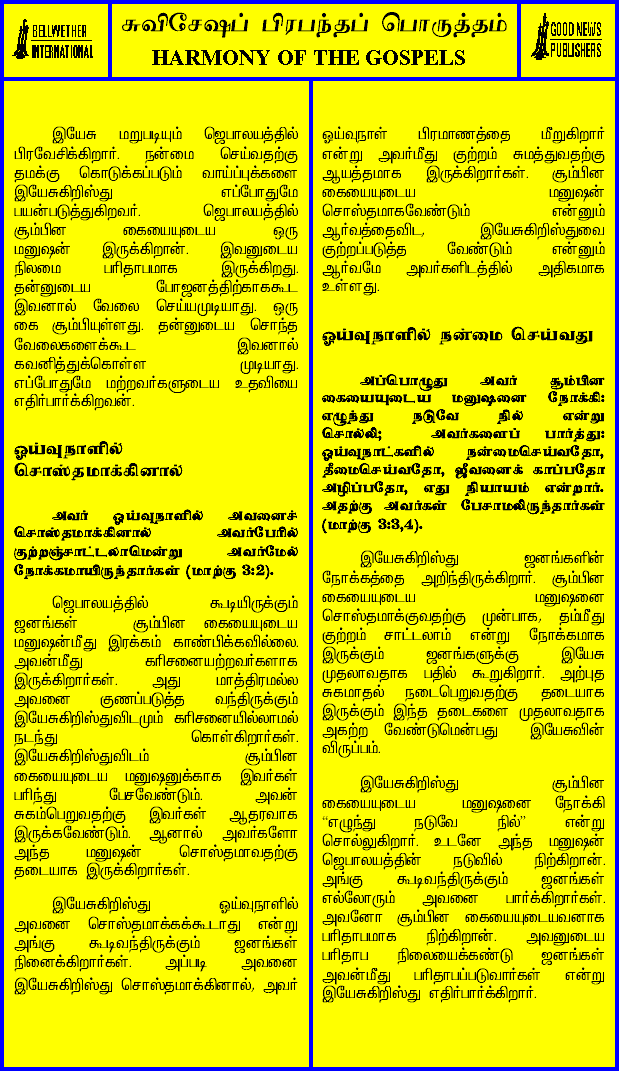 BELLWETHER
INTERNATIONAL
சுவிசேஷப் பிரபந்தப் பொருத்தம்
HARMONY OF THE GOSPELS
GOOD NEWS
PUBLISHERS
இயேசு மறுபடியும் ஜெபாலயத்தில்
பிரவேசிக்கிறார். நன்மை செய்வதற்கு
தமக்கு கொடுக்கப்படும் வாய்ப்புக்களை
இயேசுகிறிஸ்து எப்போதுமே
பயன்படுத்துகிறவர். ஜெபாலயத்தில்
சூம்பின கையையுடைய ஒரு
மனுஷன் இருக்கிறான். இவனுடைய
நிலமை பரிதாபமாக இருக்கிறது.
தன்னுடைய போஜனத்திற்காககூட
இவனால் வேலை செய்யமுடியாது. ஒரு
கை சூம்பியுள்ளது. தன்னுடைய சொந்த
வேலைகளைக்கூட இவனால்
கவனித்துக்கொள்ள முடியாது.
எப்போதுமே மற்றவர்களுடைய உதவியை
எதிர்பார்க்கிறவன்.
ஓய்வுநாளில்
சொஸ்தமாக்கினால்
அவர் ஓய்வுநாளில் அவனைச்
சொஸ்தமாக்கினால் அவர்பேரில்
குற்றஞ்சாட்டலாமென்று அவர்மேல்
நோக்கமாயிருந்தார்கள் (மாற்கு 3:2).
ஜெபாலயத்தில் கூடியிருக்கும்
ஜனங்கள் சூம்பின கையையுடைய
மனுஷன்மீது இரக்கம் காண்பிக்கவில்லை.
அவன்மீது கரிசனையற்றவர்களாக
இருக்கிறார்கள். அது மாத்திரமல்ல
அவனை குணப்படுத்த வந்திருக்கும்
இயேசுகிறிஸ்துவிடமும் கரிசனையில்லாமல்
நடந்து கொள்கிறார்கள்.
இயேசுகிறிஸ்துவிடம் சூம்பின
கையையுடைய மனுஷனுக்காக இவர்கள்
பரிந்து பேசவேண்டும். அவன்
சுகம்பெறுவதற்கு இவர்கள் ஆதரவாக
இருக்கவேண்டும். ஆனால் அவர்களோ
அந்த மனுஷன் சொஸ்தமாவதற்கு
தடையாக இருக்கிறார்கள்.
இயேசுகிறிஸ்து ஓய்வுநாளில்
அவனை சொஸ்தமாக்கக்கூடாது என்று
அங்கு கூடிவந்திருக்கும் ஜனங்கள்
நினைக்கிறார்கள். அப்படி அவனை
இயேசுகிறிஸ்து சொஸ்தமாக்கினால், அவர்
ஓய்வுநாள் பிரமாணத்தை மீறுகிறார்
என்று அவர்மீது குற்றம் சுமத்துவதற்கு
ஆயத்தமாக இருக்கிறார்கள். சூம்பின
கையையுடைய மனுஷன்
சொஸ்தமாகவேண்டும் என்னும்
ஆர்வத்தைவிட, இயேசுகிறிஸ்துவை
குற்றப்படுத்த வேண்டும் என்னும்
ஆர்வமே அவர்களிடத்தில் அதிகமாக
உள்ளது.
ஓய்வுநாளில் நன்மை செய்வது
அப்பொழுது அவர் சூம்பின
கையையுடைய மனுஷனை நோக்கி:
எழுந்து நடுவே நில் என்று
சொல்லி; அவர்களைப் பார்த்து:
ஓய்வுநாட்களில் நன்மைசெய்வதோ,
தீமைசெய்வதோ, ஜீவனைக் காப்பதோ
அழிப்பதோ, எது நியாயம் என்றார்.
அதற்கு அவர்கள் பேசாமலிருந்தார்கள்
(மாற்கு 3:3,4).
இயேசுகிறிஸ்து ஜனங்களின்
நோக்கத்தை அறிந்திருக்கிறார். சூம்பின
கையையுடைய மனுஷனை
சொஸ்தமாக்குவதற்கு முன்பாக, தம்மீது
குற்றம் சாட்டலாம் என்று நோக்கமாக
இருக்கும் ஜனங்களுக்கு இயேசு
முதலாவதாக பதில் கூறுகிறார். அற்புத
சுகமாதல் நடைபெறுவதற்கு தடையாக
இருக்கும் இந்த தடைகளை முதலாவதாக
அகற்ற வேண்டுமென்பது இயேசுவின்
விருப்பம்.
இயேசுகிறிஸ்து சூம்பின
கையையுடைய மனுஷனை நோக்கி
“எழுந்து நடுவே நில்” என்று
சொல்லுகிறார். உடனே அந்த மனுஷன்
ஜெபாலயத்தின் நடுவில் நிற்கிறான்.
அங்கு கூடிவந்திருக்கும் ஜனங்கள்
எல்லோரும் அவனை பார்க்கிறார்கள்.
அவனோ சூம்பின கையையுடையவனாக
பரிதாபமாக நிற்கிறான். அவனுடைய
பரிதாப நிலையைக்கண்டு ஜனங்கள்
அவன்மீது பரிதாபப்படுவார்கள் என்று
இயேசுகிறிஸ்து எதிர்பார்க்கிறார்.